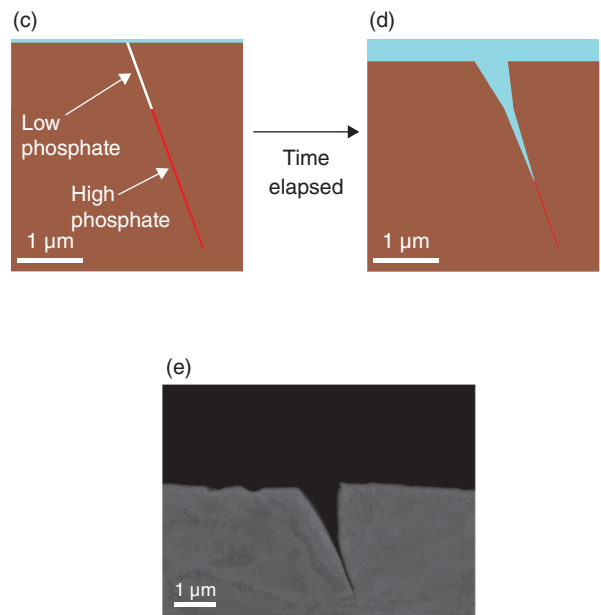 (c)
(d)
Low
phosphate
High
phosphate
1 µm
Time
elapsed
1 µm
(e)
1 µm